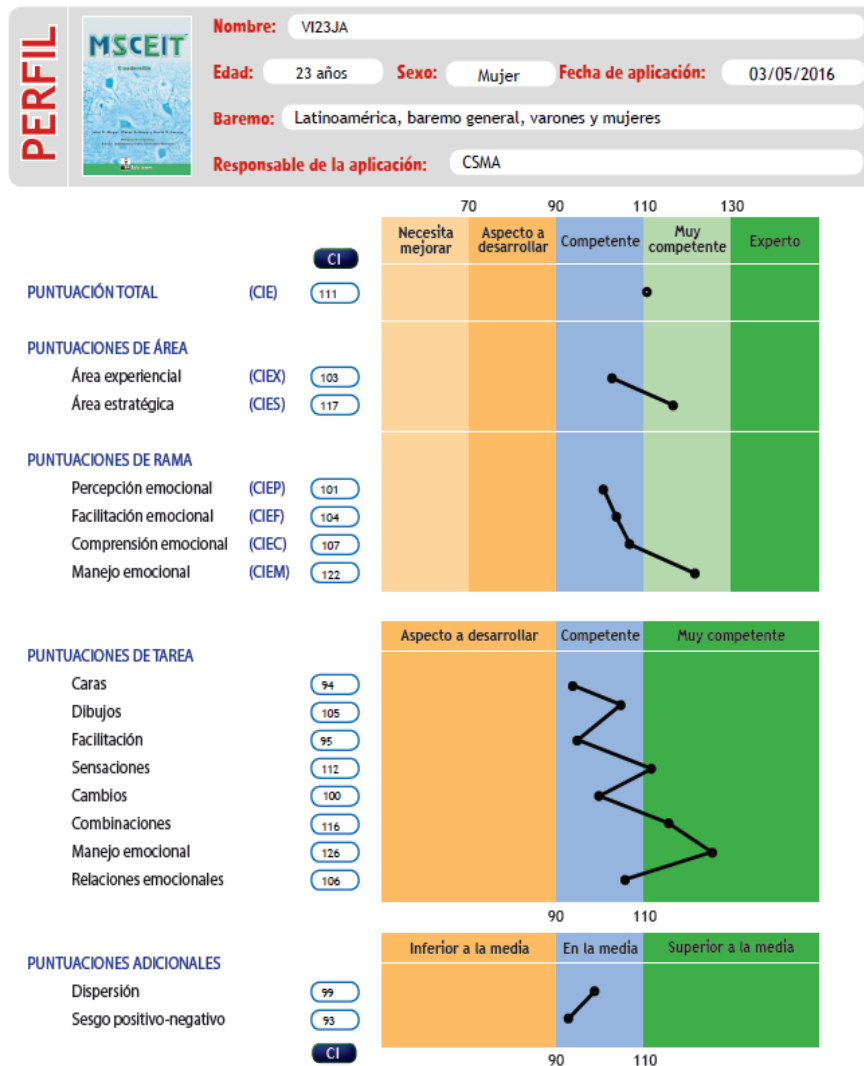 PERFIL
MSCEIT
Nombre: VI23JA
Edad: 23 años Sexo: Mujer Fecha de aplicación: 03/05/2016
Baremo: Latinoamérica, baremo general, varones y mujeres
Responsable de la aplicación: CSMA
70 90 110 130
Necesita mejorar Aspecto a desarrollar Competente Muy competente Experto
CI
PUNTUACIÓN TOTAL (CIE) 111
PUNTUACIONES DE ÁREA
Área experiencial (CIEX) 103
Área estratégica (CIES) 117
PUNTUACIONES DE RAMA
Percepción emocional (CIEP) 101
Facilitación emocional (CIEF) 104
Comprensión emocional (CIEC) 107
Manejo emocional (CIEM) 122
Aspecto a desarrollar Competente Muy competente
PUNTUACIONES DE TAREA
Caras 94
Dibujos 105
Facilitación 95
Sensaciones 112
Cambios 100
Combinaciones 116
Manejo emocional 126
Relaciones emocionales 106
90 110
Inferior a la media En la media Superior a la media
PUNTUACIONES ADICIONALES
Dispersión 99
Sesgo positivo-negativo 93
CI
90 110